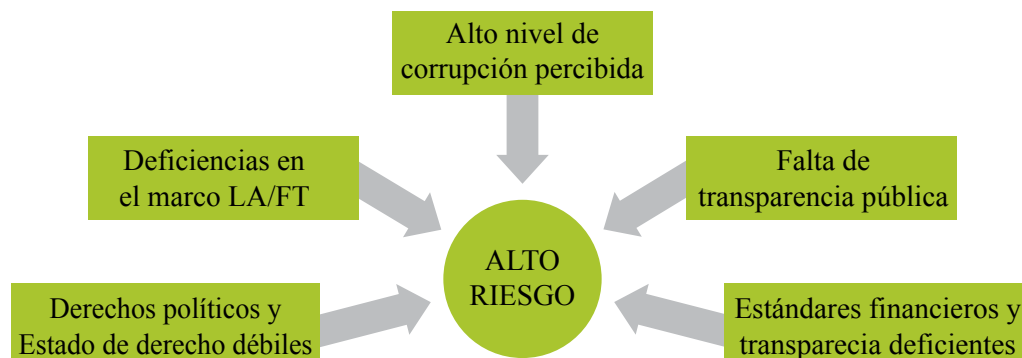 Alto nivel de
corrupción percibida
Deficiencias en
el marco LA/FT
Falta de
transparencia pública
ALTO
RIESGO
Derechos políticos y
Estado de derecho débiles
Estándares financieros y
transparecia deficientes